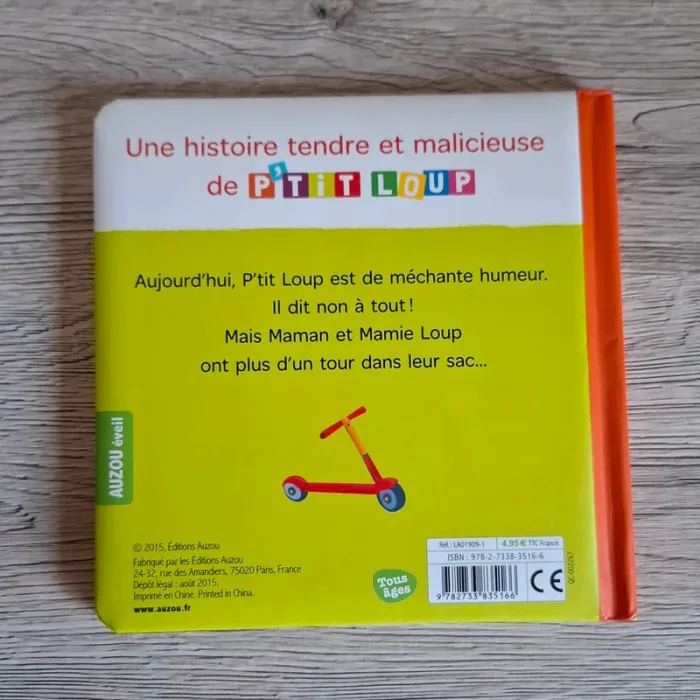 Une histoire tendre et malicieuse
de P'TIT LOUP
Aujourd'hui, P'tit Loup est de méchante humeur.
Il dit non à tout !
Mais Maman et Mamie Loup
ont plus d'un tour dans leur sac...
AUZOU éveil
© 2015, Éditions Auzou
Fabriqué par les Éditions Auzou
24-32, rue des Amandiers, 75020 Paris, France
Dépôt légal : août 2015.
Imprimé en Chine. Printed in China.
www.auzou.fr
Tous
âges
Réf. : LA01909-1 4,95 € TTC France
ISBN : 978-2-7338-3516-6
9 782733 835166
CE
QC-002267